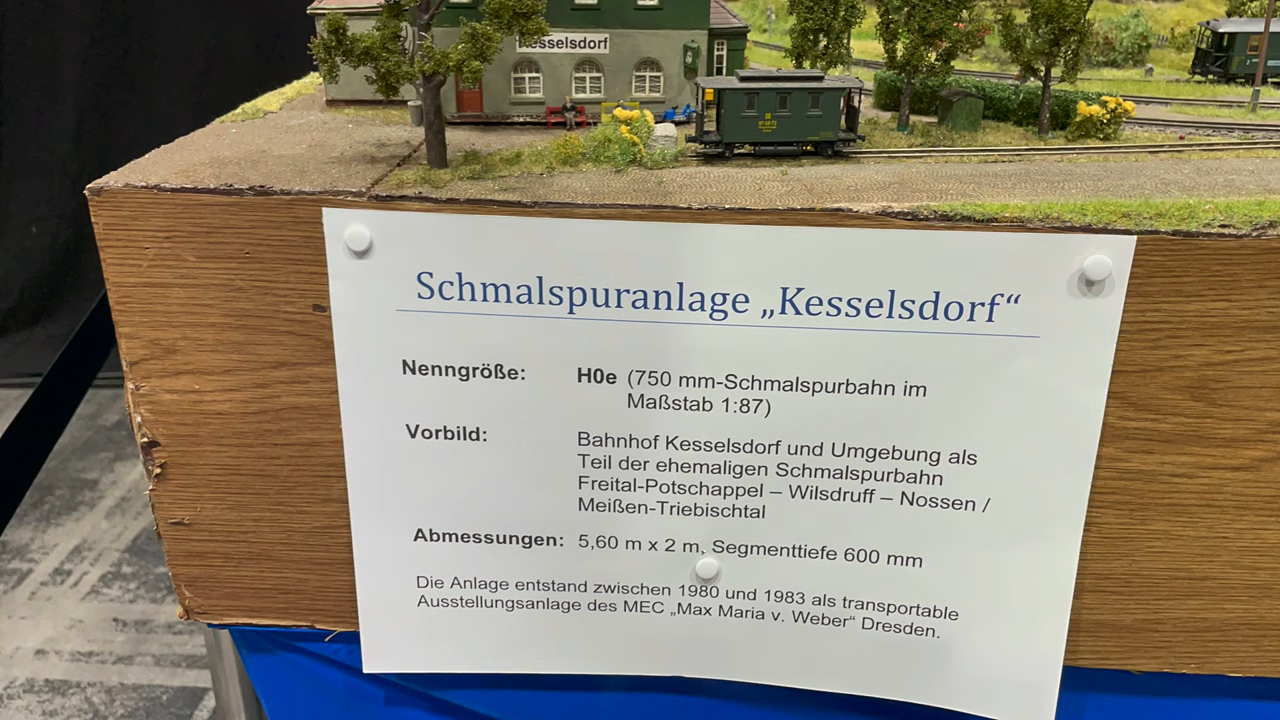 Kesselsdorf
Schmalspuranlage „Kesselsdorf“
Nenngröße: H0e (750 mm-Schmalspurbahn im
Maßstab 1:87)
Vorbild: Bahnhof Kesselsdorf und Umgebung als
Teil der ehemaligen Schmalspurbahn
Freital-Potschappel – Wilsdruff – Nossen /
Meißen-Triebischtal
Abmessungen: 5,60 m x 2 m, Segmenttiefe 600 mm
Die Anlage entstand zwischen 1980 und 1983 als transportable
Ausstellungsanlage des MEC „Max Maria v. Weber“ Dresden.